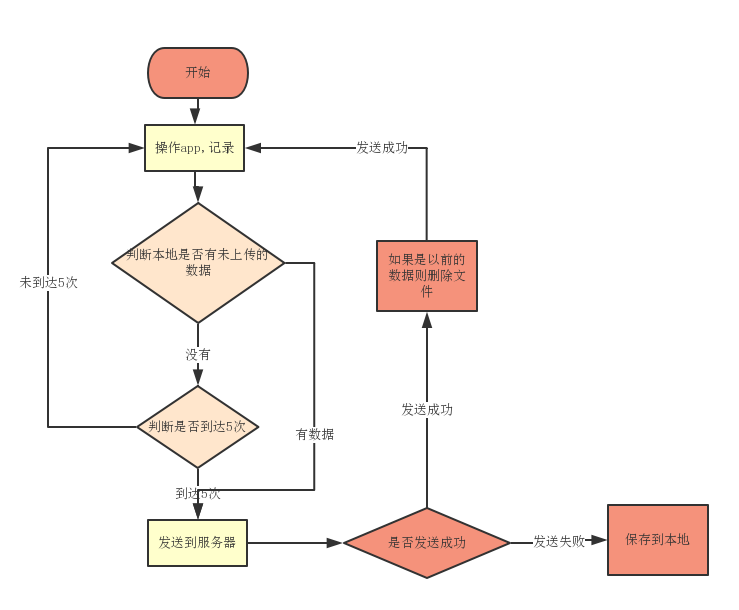 开始
操作app,记录
发送成功
判断本地是否有未上传的
数据
如果是以前的
数据则删除文
件
未到达5次
没有
发送成功
判断是否到达5次
有数据
到达5次
发送到服务器
是否发送成功
发送失败
保存到本地